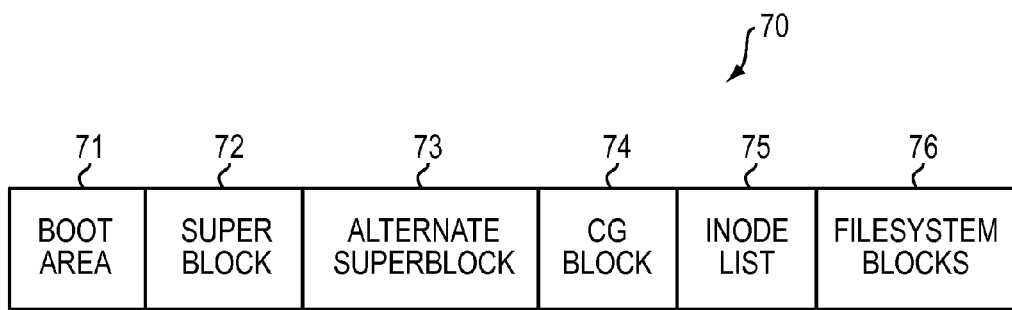 70
71 72 73 74 75 76
BOOT AREA
SUPER BLOCK
ALTERNATE SUPERBLOCK
CG BLOCK
INODE LIST
FILESYSTEM BLOCKS